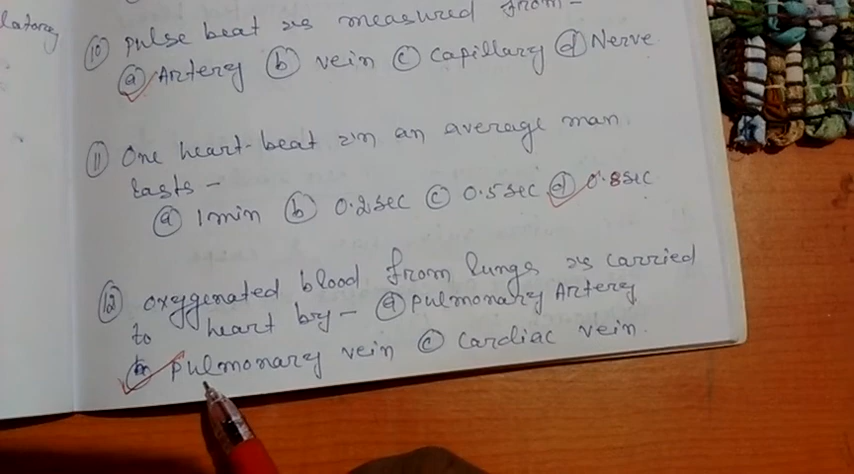 latory
⑩ pulse beat is measured from -
ⓐ Artery ⓑ vein ⓒ capillary ⓓ Nerve
⑪ One heart-beat in an average man
lasts -
ⓐ 1min ⓑ 0.2sec ⓒ 0.5sec ⓓ 0.8sec
⑫ oxygenated blood from lungs is carried
to heart by - ⓐ pulmonary Artery
ⓑ pulmonary vein ⓒ cardiac vein.